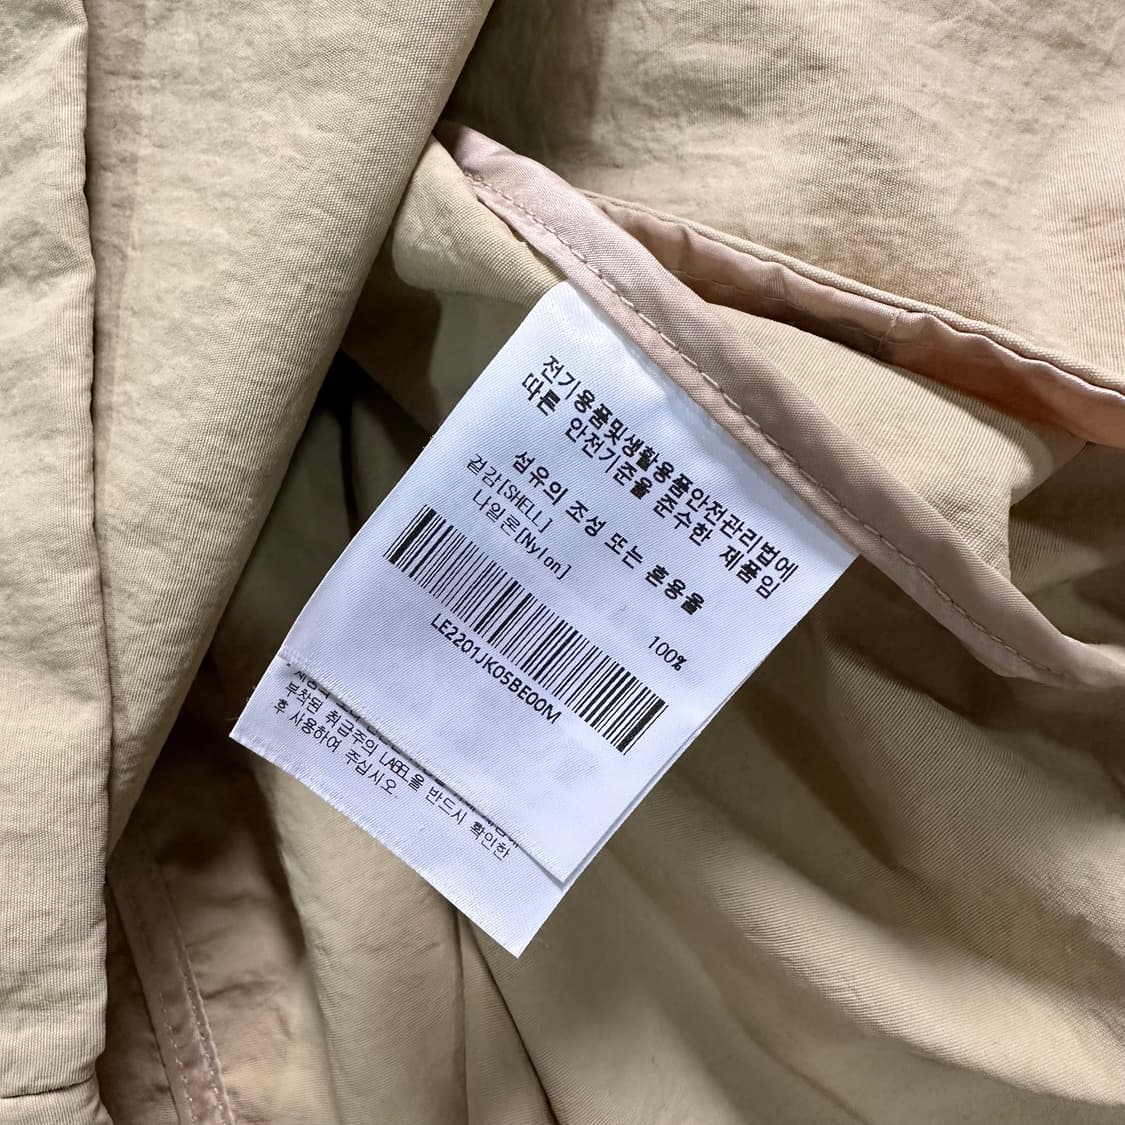 전기용품및생활용품안전관리법에
따른 안전기준을 준수한 제품임
섬유의 조성 또는 혼용율
겉감[SHELL]
나일론[Nylon] 100%
LE2201JK05BE00M
부착된 취급주의 LABEL을 반드시 확인한
후 사용하여 주십시오.